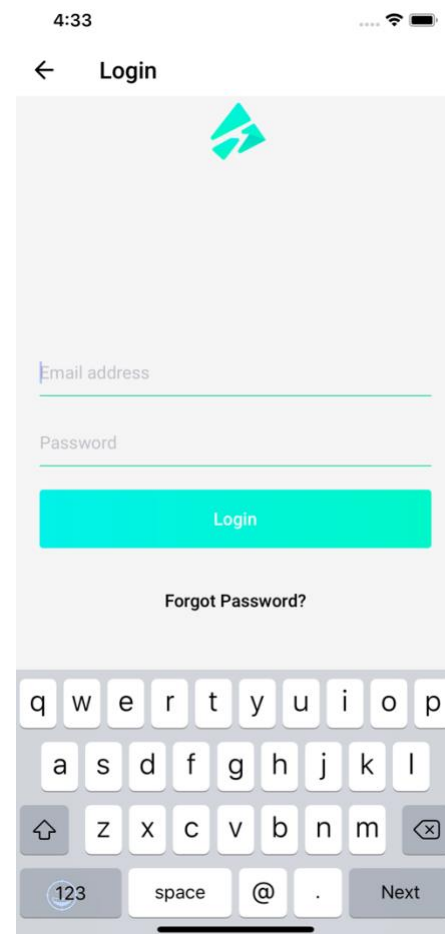 4:33
Login
Email address
Password
Login
Forgot Password?
q w e r t y u i o p
a s d f g h j k l
z x c v b n m
123 space @ . Next